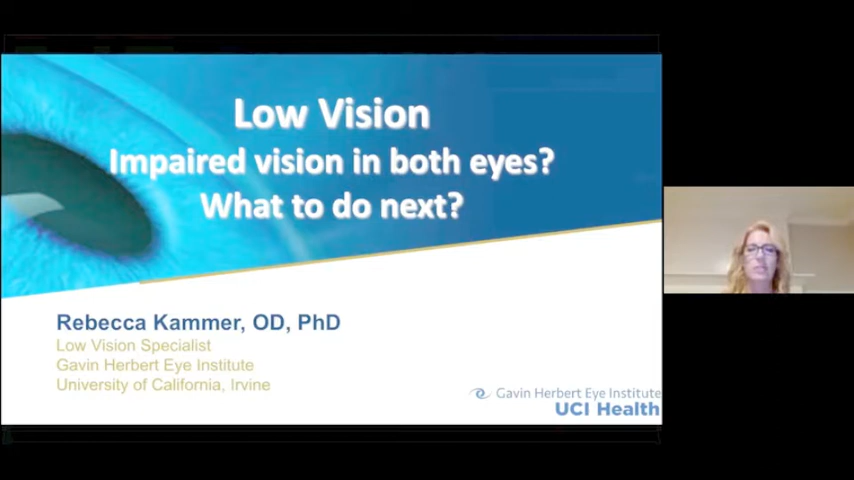 Low Vision
Impaired vision in both eyes?
What to do next?
Rebecca Kammer, OD, PhD
Low Vision Specialist
Gavin Herbert Eye Institute
University of California, Irvine
Gavin Herbert Eye Institute
UCI Health